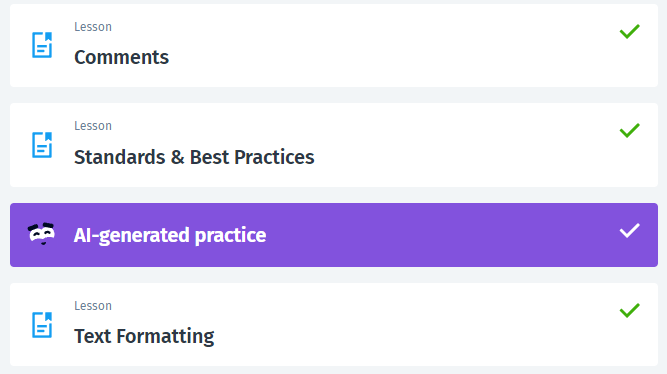 Lesson
Comments
Lesson
Standards & Best Practices
AI-generated practice
Lesson
Text Formatting